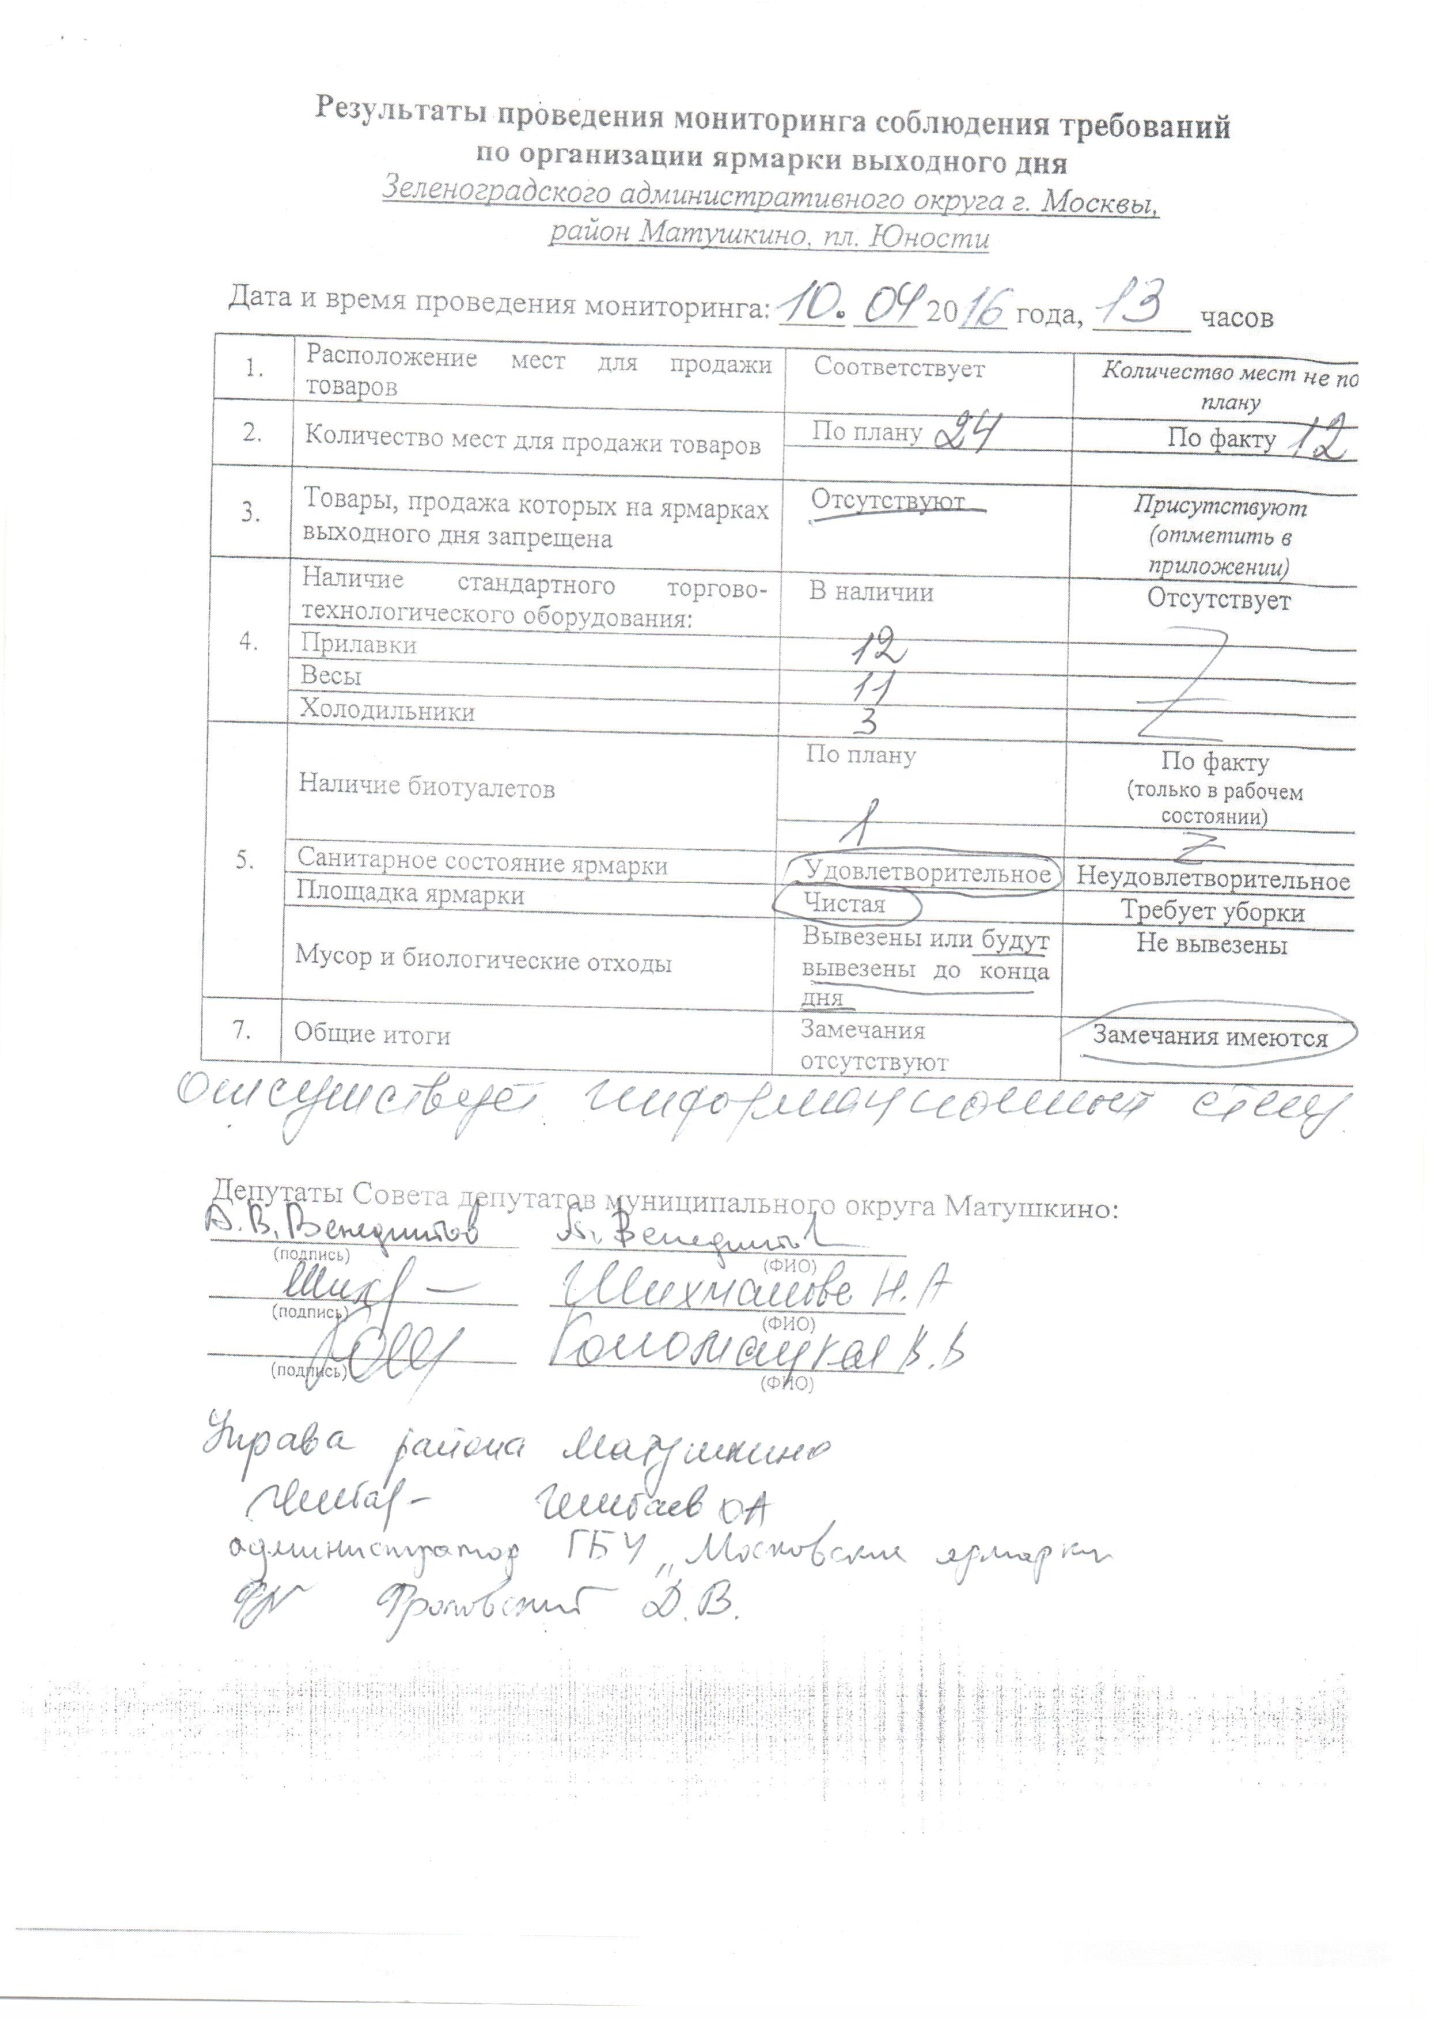 Результаты проведения мониторинга соблюдения требований
по организации ярмарки выходного дня
Зеленоградского административного округа г. Москвы,
район Матушкино, пл. Юности
Дата и время проведения мониторинга: 10. 04 2016 года, 13 часов
1. Расположение мест для продажи товаров Соответствует Количество мест не по плану
2. Количество мест для продажи товаров По плану 24 По факту 12
3. Товары, продажа которых на ярмарках выходного дня запрещена Отсутствуют Присутствуют (отметить в приложении)
4. Наличие стандартного торгово-технологического оборудования: В наличии Отсутствует
Прилавки 12
Весы 11
Холодильники 3
5. Наличие биотуалетов По плану По факту (только в рабочем состоянии)
1
Санитарное состояние ярмарки Удовлетворительное Неудовлетворительное
Площадка ярмарки Чистая Требует уборки
Мусор и биологические отходы Вывезены или будут вывезены до конца дня Не вывезены
7. Общие итоги Замечания отсутствуют Замечания имеются
Отсутствует информационный
Депутаты Совета депутатов муниципального округа Матушкино:
А. Венедиктов
(подпись) (ФИО)
Н.А
(подпись) (ФИО)
В.В
(подпись) (ФИО)
Управа района Матушкино
администратор ГБУ „Московские ярмарки
Д.В.